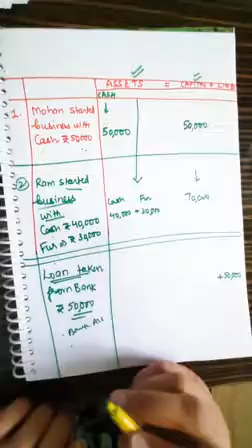 ASSETS = CAPITAL + LIAB
CASH
1. Mohan started
business with
Cash ₹ 50,000
50,000
50,000
2 Ram started
business
with
Cash ₹ 40,000
Fur ⇒ ₹ 30,000
Cash Fur
40,000 + 30,000
70,000
Loan taken
from Bank
₹ 50,000
+ 50,000
Bank A/c